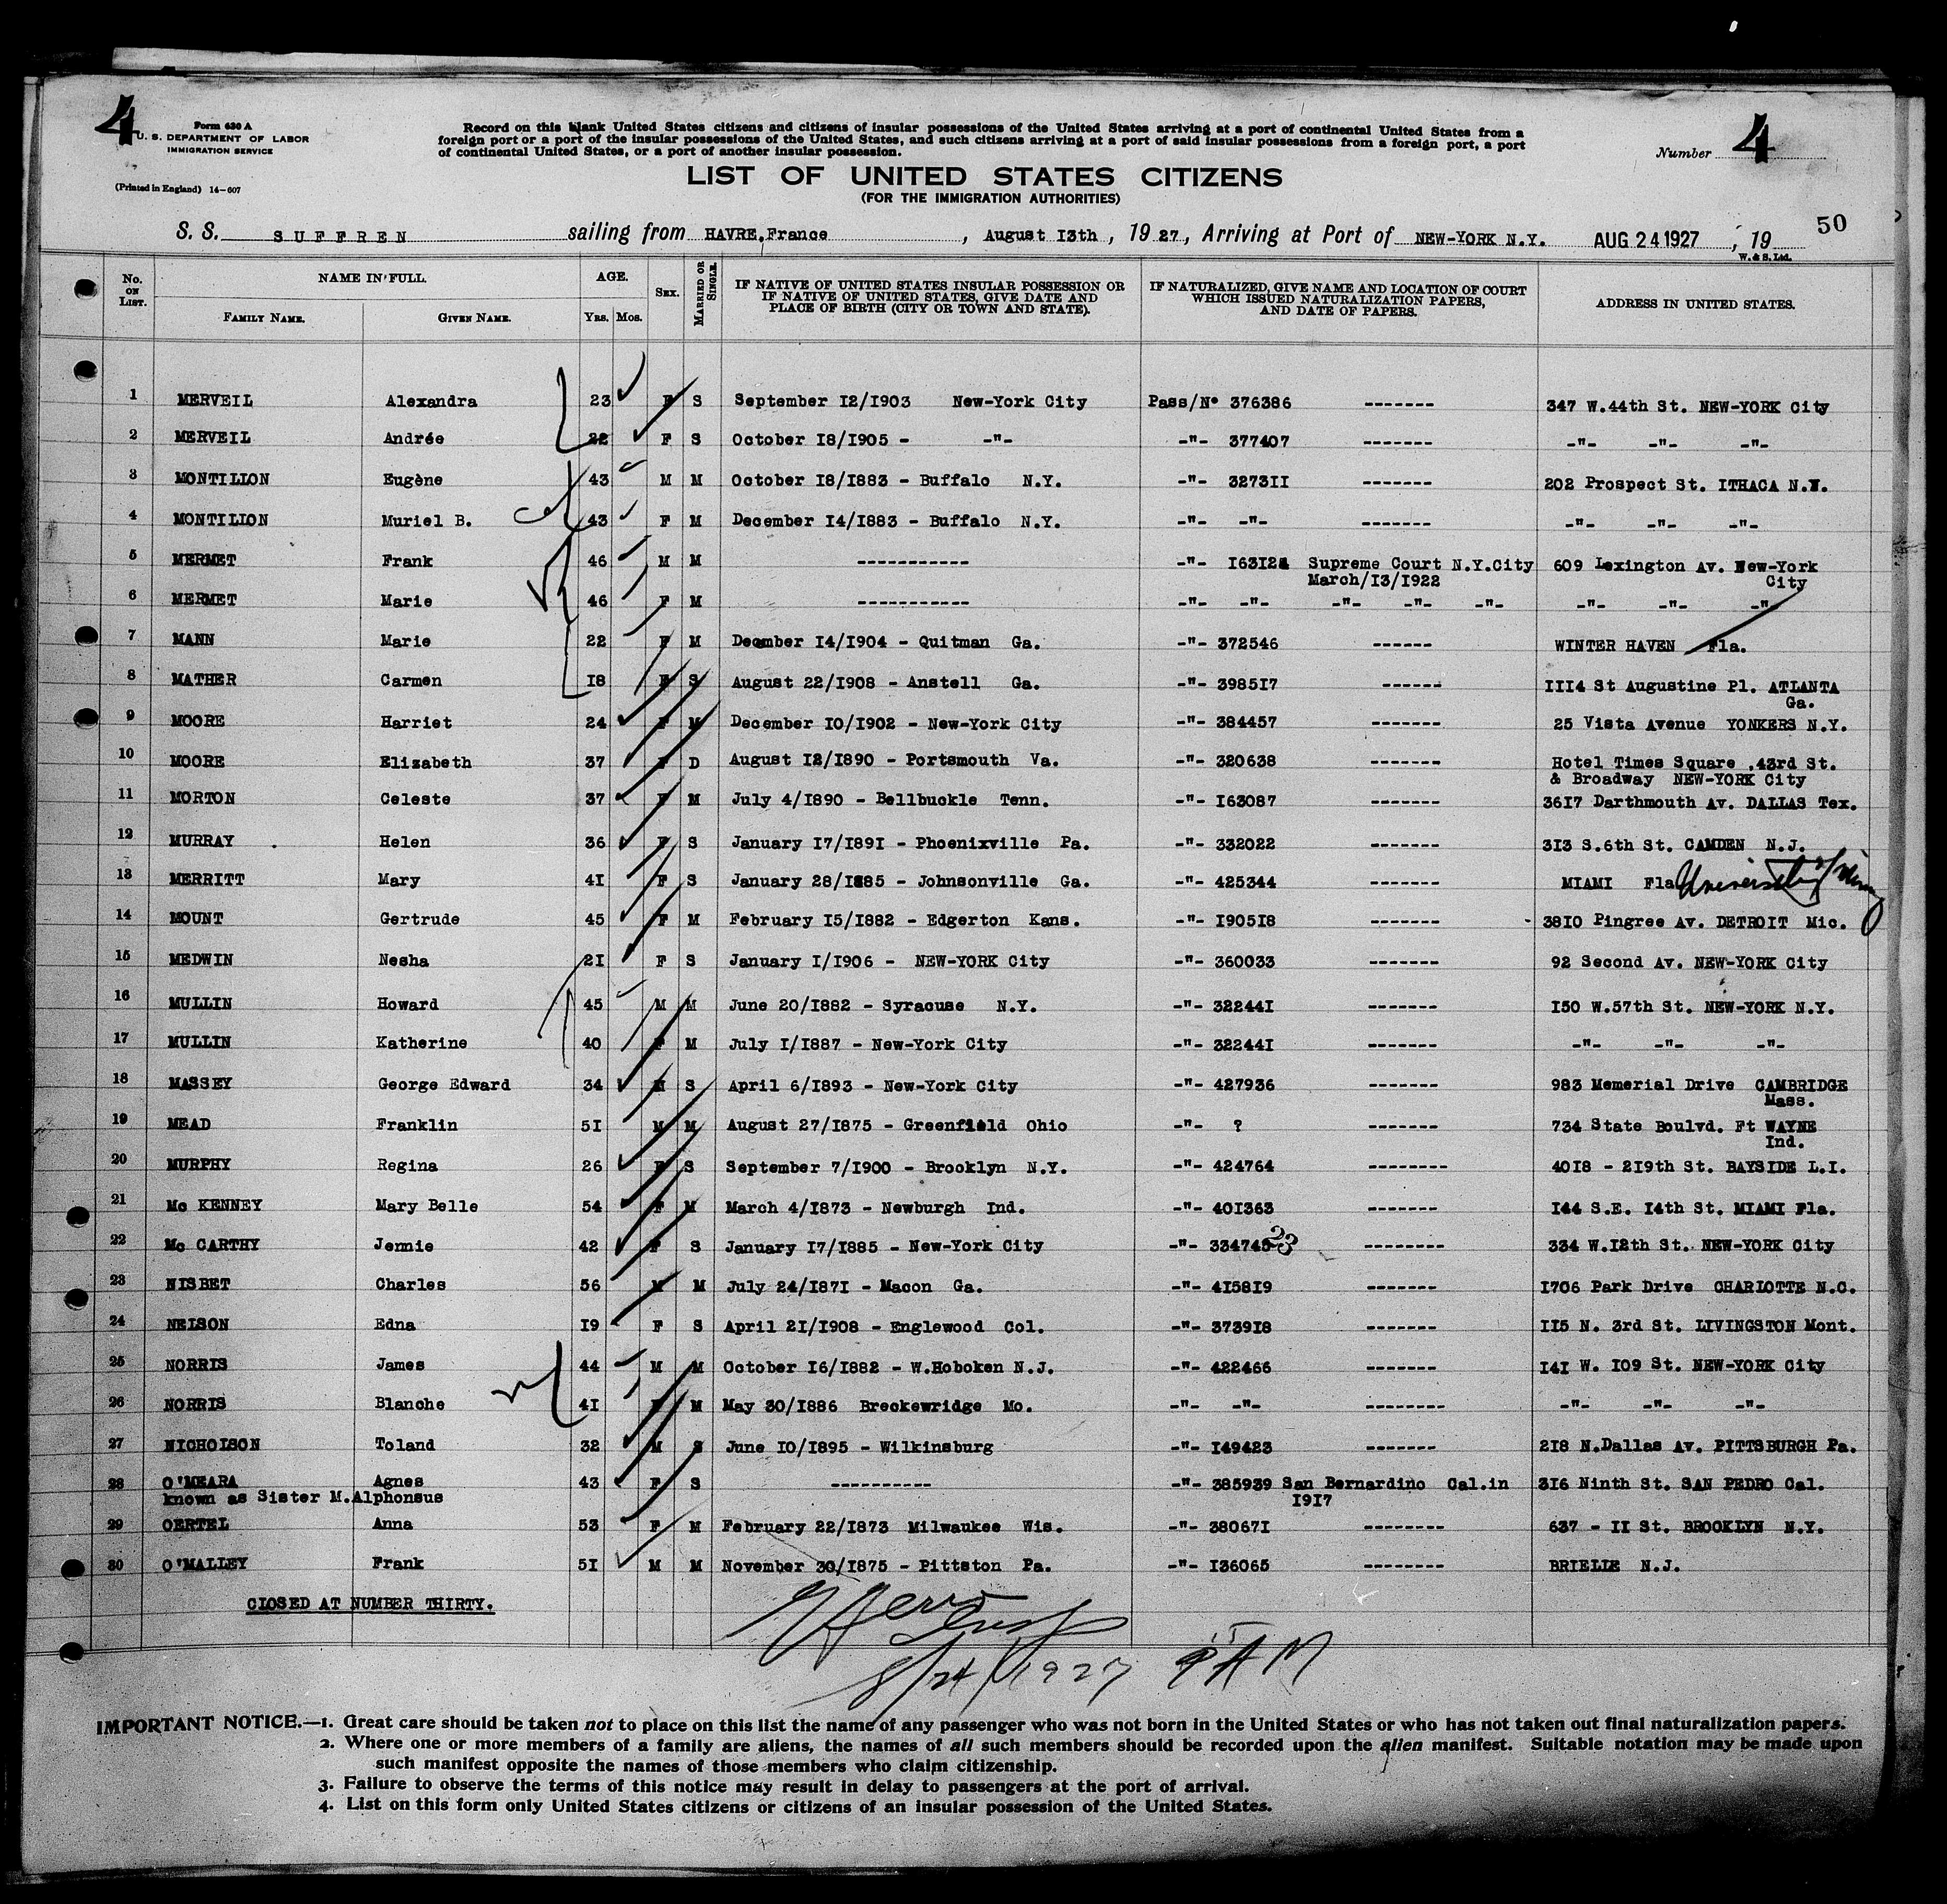 4
Form 630 A
U. S. DEPARTMENT OF LABOR
IMMIGRATION SERVICE
(Printed in England) 14-607
Record on this blank United States citizens and citizens of insular possessions of the United States arriving at a port of continental United States from a
foreign port or a port of the insular possessions of the United States, and such citizens arriving at a port of said insular possessions from a foreign port, a port
of continental United States, or a port of another insular possession.
Number 4
LIST OF UNITED STATES CITIZENS
(FOR THE IMMIGRATION AUTHORITIES)
50
S. S. SUFFREN sailing from HAVRE,France , August 13th , 19 27, Arriving at Port of NEW-YORK N.Y. AUG 24 1927 , 19
W. & S. Ltd.
No. ON LIST. NAME IN FULL. FAMILY NAME. GIVEN NAME. AGE. Yrs. Mos. SEX. MARRIED OR SINGLE. IF NATIVE OF UNITED STATES INSULAR POSSESSION OR IF NATIVE OF UNITED STATES, GIVE DATE AND PLACE OF BIRTH (CITY OR TOWN AND STATE). IF NATURALIZED, GIVE NAME AND LOCATION OF COURT WHICH ISSUED NATURALIZATION PAPERS, AND DATE OF PAPERS. ADDRESS IN UNITED STATES.
1 MERVEIL Alexandra 23 F S September 12/1903 New-York City Pass/N° 376386 ------- 347 W.44th St. NEW-YORK City
2 MERVEIL Andrée 22 F S October 18/1905 - -"- -"- 377407 ------- -"- -"- -"-
3 MONTILLON Eugène 43 M M October 18/1883 - Buffalo N.Y. -"- 327311 ------- 202 Prospect St. ITHACA N.Y.
4 MONTILLON Muriel B. 43 F M December 14/1883 - Buffalo N.Y. -"- -"- ------- -"- -"- -"-
5 MERMET Frank 46 M M ----------- -"- 163124 Supreme Court N.Y.City 609 Lexington Av. New-York
March/13/1922 City
6 MERMET Marie 46 F M ----------- -"- -"- -"- -"- -"- -"- -"- -"-
7 MANN Marie 22 F M December 14/1904 - Quitman Ga. -"- 372546 ------ WINTER HAVEN Fla.
8 MATHER Carmen 18 F S August 22/1908 - Anstell Ga. -"- 398517 ------ 1114 St Augustine Pl. ATLANTA
Ga.
9 MOORE Harriet 24 F M December 10/1902 - New-York City -"- 384457 ------- 25 Vista Avenue YONKERS N.Y.
10 MOORE Elizabeth 37 F D August 12/1890 - Portsmouth Va. -"- 320638 ------- Hotel Times Square .43rd St.
& Broadway NEW-YORK City
11 MORTON Celeste 37 F M July 4/1890 - Bellbuckle Tenn. -"- 163087 ------- 3617 Darthmouth Av. DALLAS Tex.
12 MURRAY Helen 36 F S January 17/1891 - Phoenixville Pa. -"- 332022 ------- 313 S.6th St. CAMDEN N.J.
13 MERRITT Mary 41 F S January 28/1885 - Johnsonville Ga. -"- 425344 ------- MIAMI Fla University of Miami
14 MOUNT Gertrude 45 F M February 15/1882 - Edgerton Kans. -"- 190518 ------- 3810 Pingree Av. DETROIT Mic.
15 MEDWIN Nesha 21 F S January 1/1906 - NEW-YORK City -"- 360033 ------- 92 Second Av. NEW-YORK City
16 MULLIN Howard 45 M M June 20/1882 - Syracuse N.Y. -"- 322441 ------- 150 W.57th St. NEW-YORK N.Y.
17 MULLIN Katherine 40 F M July 1/1887 - New-York City -"- 322441 ------- -"- -"- -"-
18 MASSEY George Edward 34 M S April 6/1893 - New-York City -"- 427936 ------- 983 Memerial Drive CAMBRIDGE
Mass.
19 MEAD Franklin 51 M M August 27/1875 - Greenfield Ohio -"- ? ------- 734 State Boulvd. Ft WAYNE
Ind.
20 MURPHY Regina 26 F S September 7/1900 - Brooklyn N.Y. -"- 424764 -------- 4018 - 219th St. BAYSIDE L.I.
21 Mc KENNEY Mary Belle 54 F M March 4/1873 - Newburgh Ind. -"- 401363 ------- 144 S.E. 14th St. MIAMI Fla.
22 Mc CARTHY Jennie 42 F S January 17/1885 - New-York City -"- 334745 23 -------- 334 W.12th St. NEW-YORK City
23 NISBET Charles 56 M M July 24/1871 - Macon Ga. -"- 415819 ------- 1706 Park Drive CHARLOTTE N.C.
24 NELSON Edna 19 F S April 21/1908 - Englewood Col. -"- 373918 ------- 115 N. 3rd St. LIVINGSTON Mont.
25 NORRIS James 44 M M October 16/1882 - W.Hoboken N.J. -"- 422466 ------- 141 W. 109 St. NEW-YORK City
26 NORRIS Blanche 41 F M May 30/1886 Breckewridge Mo. -"- -"- -------- -"- -"- -"-
27 NICHOLSON Toland 32 M S June 10/1895 - Wilkinsburg -"- 149423 ------- 218 N.Dallas Av. PITTSBURGH Pa.
28 O'MEARA Agnes 43 F S ---------- -"- 385939 San Bernardino Cal.in 316 Ninth St. SAN PEDRO Cal.
known as Sister M.Alphonsus 1917
29 OERTEL Anna 53 F M February 22/1873 Milwaukee Wis. -"- 380671 -------- 637 - 11 St. BROOKLYN N.Y.
30 O'MALLEY Frank 51 M M November 30/1875 - Pittston Pa. -"- 136065 -------- BRIELLE N.J.
CLOSED AT NUMBER THIRTY.
8/24/1927 9 AM
IMPORTANT NOTICE.—1. Great care should be taken not to place on this list the name of any passenger who was not born in the United States or who has not taken out final naturalization papers.
2. Where one or more members of a family are aliens, the names of all such members should be recorded upon the alien manifest. Suitable notation may be made upon
such manifest opposite the names of those members who claim citizenship.
3. Failure to observe the terms of this notice may result in delay to passengers at the port of arrival.
4. List on this form only United States citizens or citizens of an insular possession of the United States.